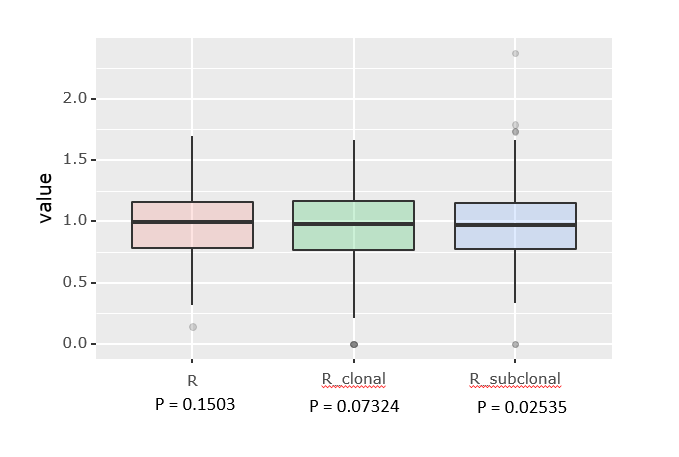 2.0
1.5
1.0
0.5
0.0
value
R R_clonal R_subclonal
P = 0.1503 P = 0.07324 P = 0.02535